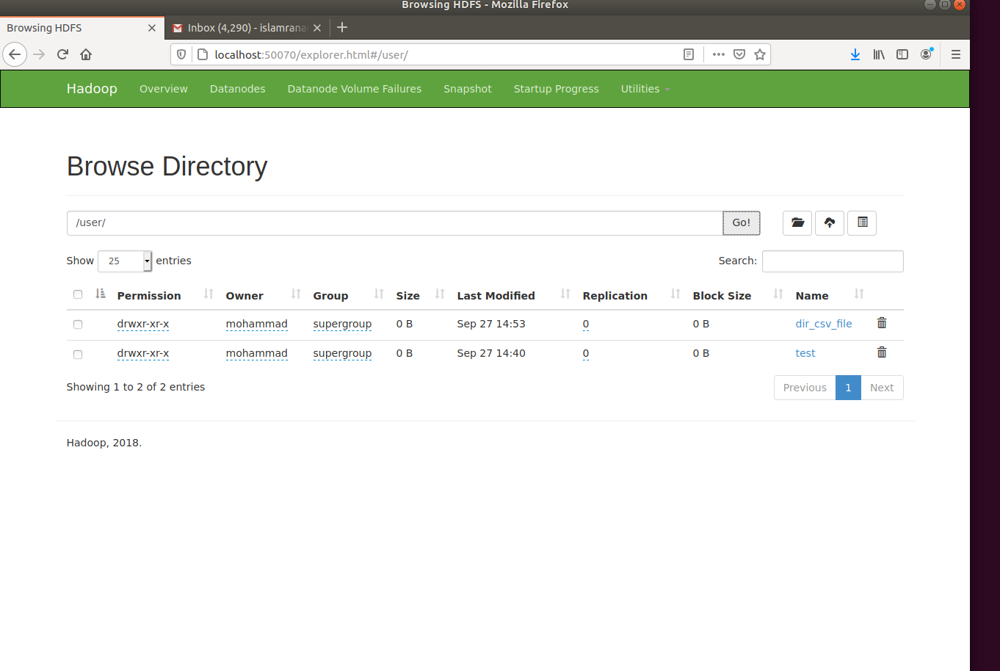 Browsing HDFS - Mozilla Firefox
Browsing HDFS
Inbox (4,290) - islamrana
localhost:50070/explorer.html#/user/
Hadoop Overview Datanodes Datanode Volume Failures Snapshot Startup Progress Utilities
Browse Directory
/user/ Go!
Show 25 entries Search:
Permission Owner Group Size Last Modified Replication Block Size Name
drwxr-xr-x mohammad supergroup 0 B Sep 27 14:53 0 0 B dir_csv_file
drwxr-xr-x mohammad supergroup 0 B Sep 27 14:40 0 0 B test
Showing 1 to 2 of 2 entries Previous 1 Next
Hadoop, 2018.